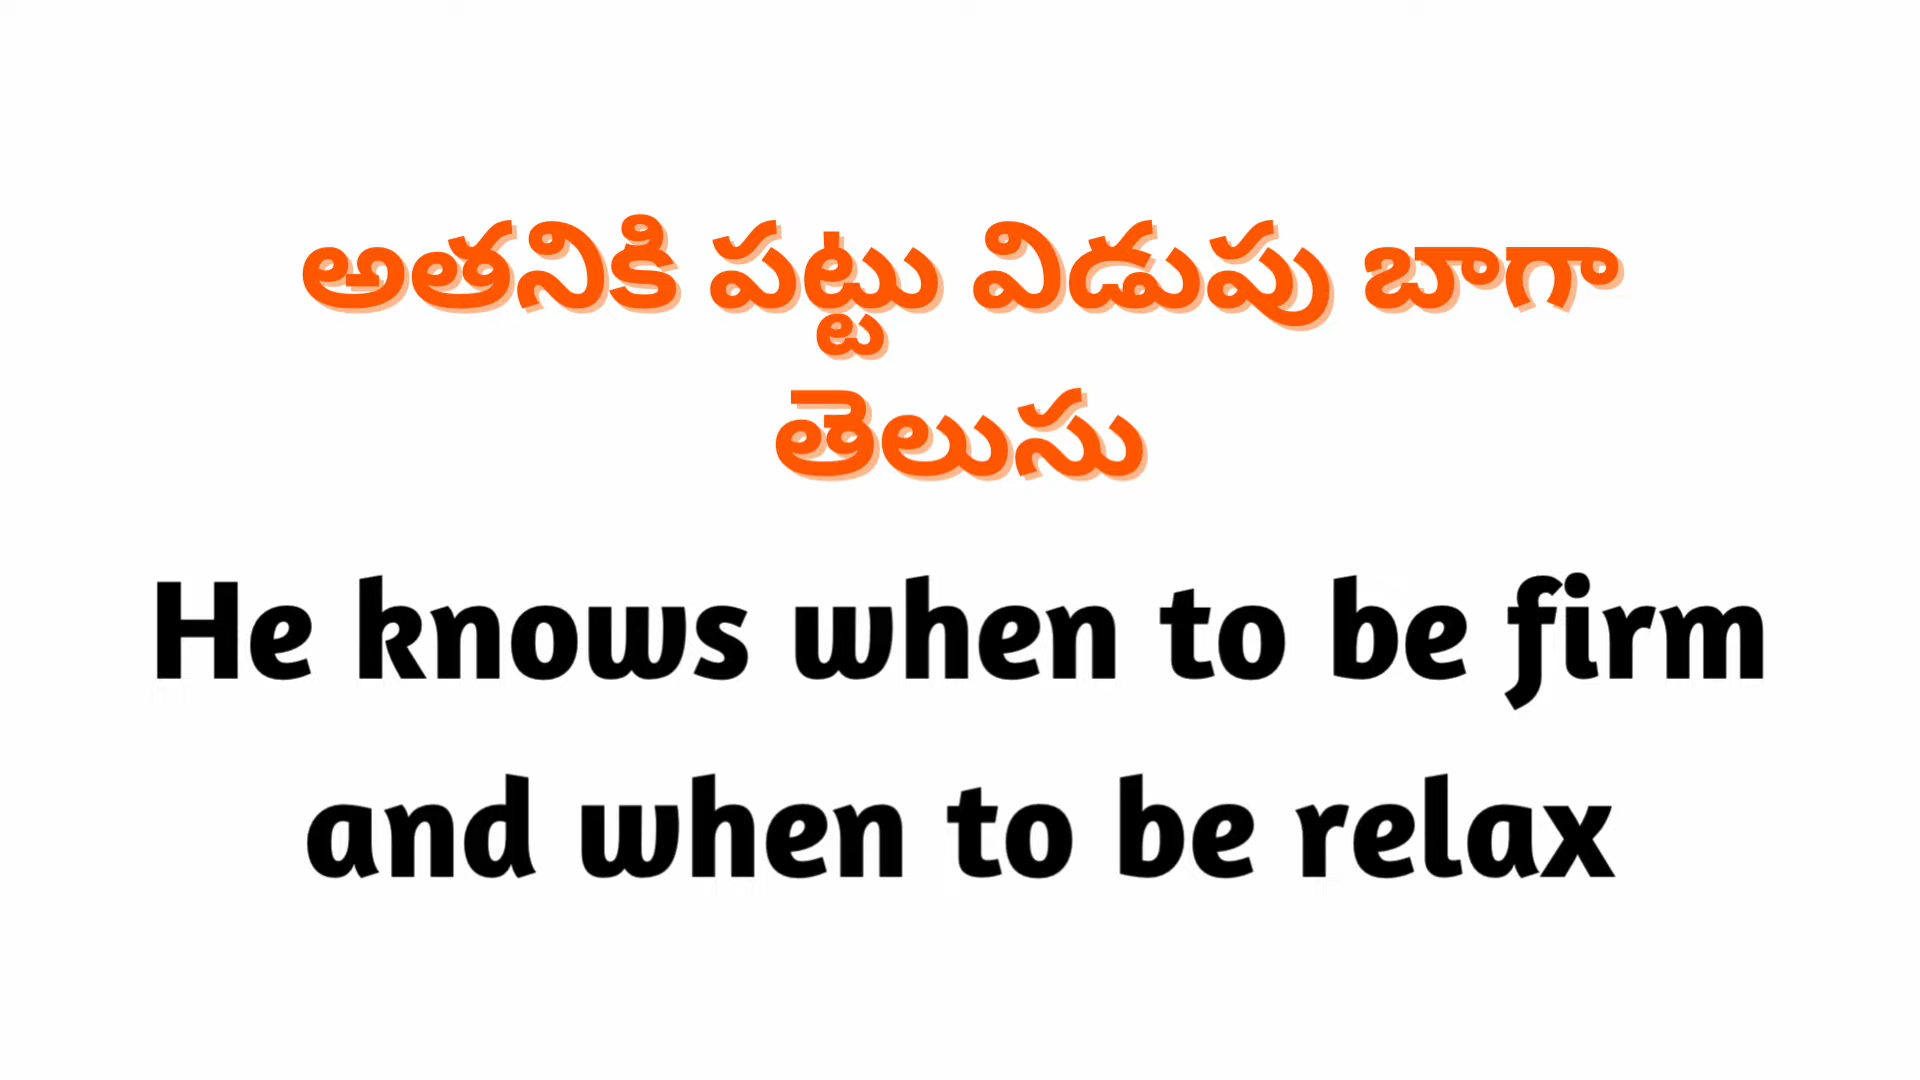 అతనికి పట్టు విడుపు బాగా
తెలుసు
He knows when to be firm
and when to be relax